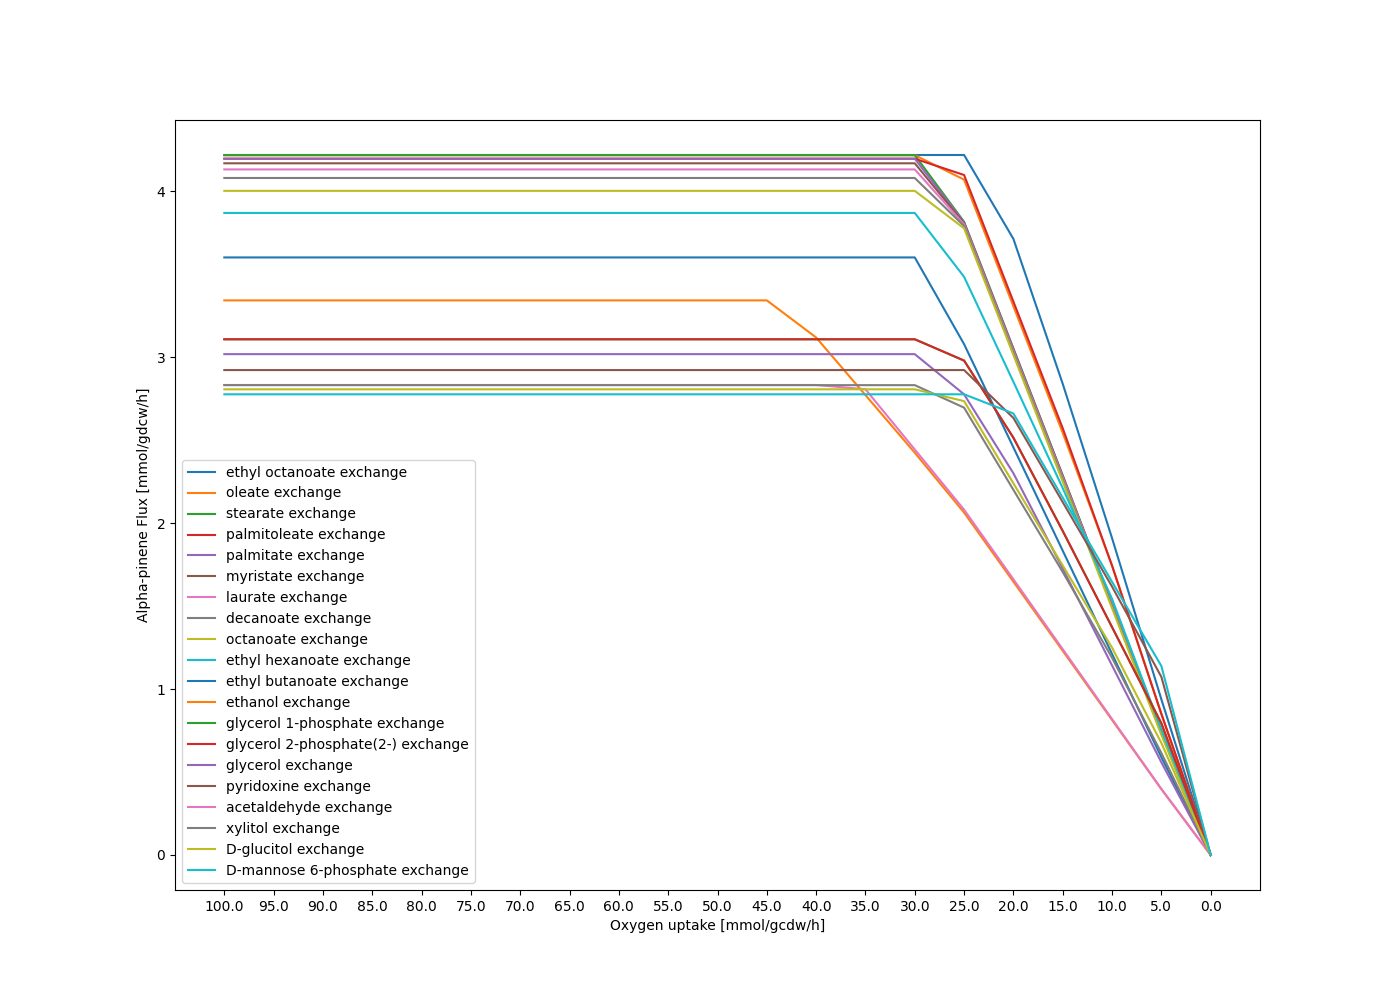 4
3
2
1
0
Alpha-pinene Flux [mmol/gdcw/h]
ethyl octanoate exchange
oleate exchange
stearate exchange
palmitoleate exchange
palmitate exchange
myristate exchange
laurate exchange
decanoate exchange
octanoate exchange
ethyl hexanoate exchange
ethyl butanoate exchange
ethanol exchange
glycerol 1-phosphate exchange
glycerol 2-phosphate(2-) exchange
glycerol exchange
pyridoxine exchange
acetaldehyde exchange
xylitol exchange
D-glucitol exchange
D-mannose 6-phosphate exchange
100.0 95.0 90.0 85.0 80.0 75.0 70.0 65.0 60.0 55.0 50.0 45.0 40.0 35.0 30.0 25.0 20.0 15.0 10.0 5.0 0.0
Oxygen uptake [mmol/gcdw/h]